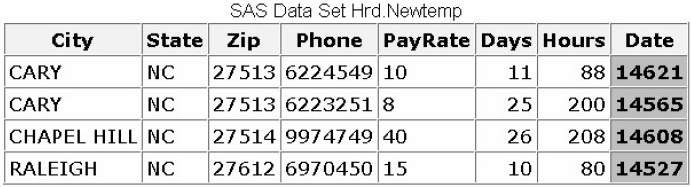 SAS Data Set Hrd.Newtemp
City State Zip Phone PayRate Days Hours Date
CARY NC 27513 6224549 10 11 88 14621
CARY NC 27513 6223251 8 25 200 14565
CHAPEL HILL NC 27514 9974749 40 26 208 14608
RALEIGH NC 27612 6970450 15 10 80 14527